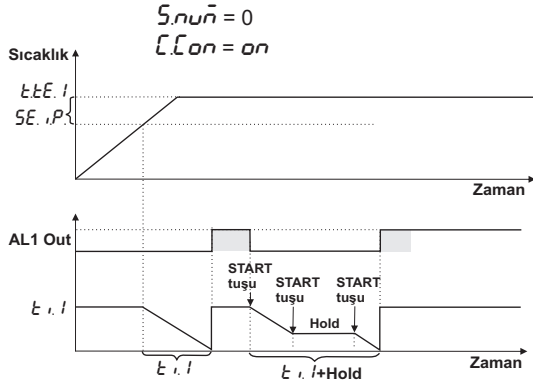 S.nuñ = 0
C.Con = on
Sıcaklık
t.tE.1
SE.i.P
Zaman
AL1 Out
START tuşu
START tuşu
START tuşu
Hold
t i.1
t i.1
t i.1+Hold
Zaman